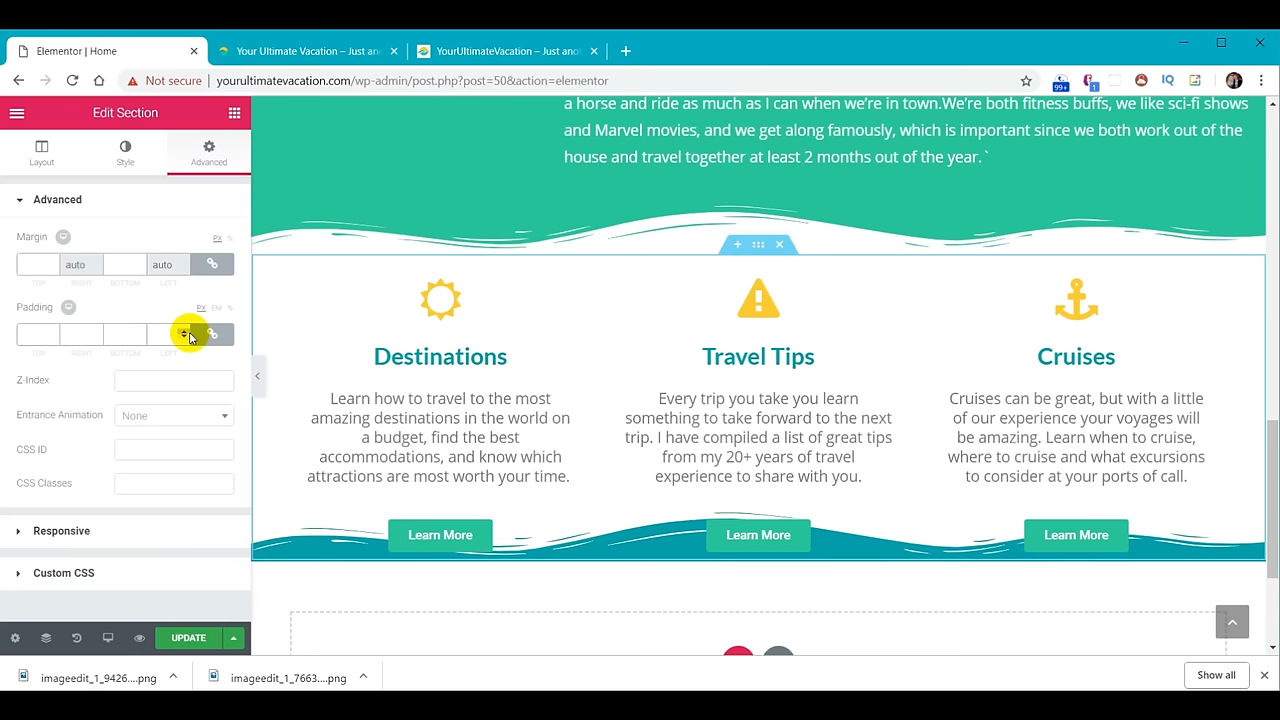 Elementor | Home
Your Ultimate Vacation – Just an
YourUltimateVacation – Just ano
Not secure
yourultimatevacation.com/wp-admin/post.php?post=50&action=elementor
99+
1
IQ
Edit Section
Layout
Style
Advanced
Advanced
Margin
PX %
auto
auto
TOP RIGHT BOTTOM LEFT
Padding
PX EM %
TOP RIGHT BOTTOM LEFT
Z-Index
Entrance Animation
None
CSS ID
CSS Classes
Responsive
Custom CSS
UPDATE
a horse and ride as much as I can when we're in town.We're both fitness buffs, we like sci-fi shows
and Marvel movies, and we get along famously, which is important since we both work out of the
house and travel together at least 2 months out of the year. `
Destinations
Learn how to travel to the most
amazing destinations in the world on
a budget, find the best
accommodations, and know which
attractions are most worth your time.
Learn More
Travel Tips
Every trip you take you learn
something to take forward to the next
trip. I have compiled a list of great tips
from my 20+ years of travel
experience to share with you.
Learn More
Cruises
Cruises can be great, but with a little
of our experience your voyages will
be amazing. Learn when to cruise,
where to cruise and what excursions
to consider at your ports of call.
Learn More
imageedit_1_9426....png
imageedit_1_7663....png
Show all